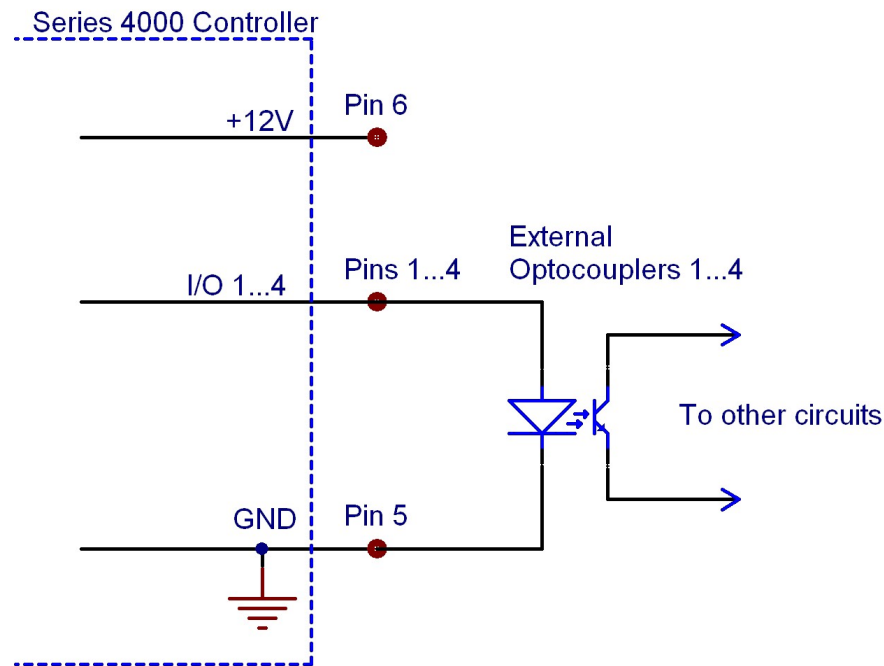 Series 4000 Controller
Pin 6
+12V
External
Optocouplers 1...4
Pins 1...4
I/O 1...4
To other circuits
Pin 5
GND